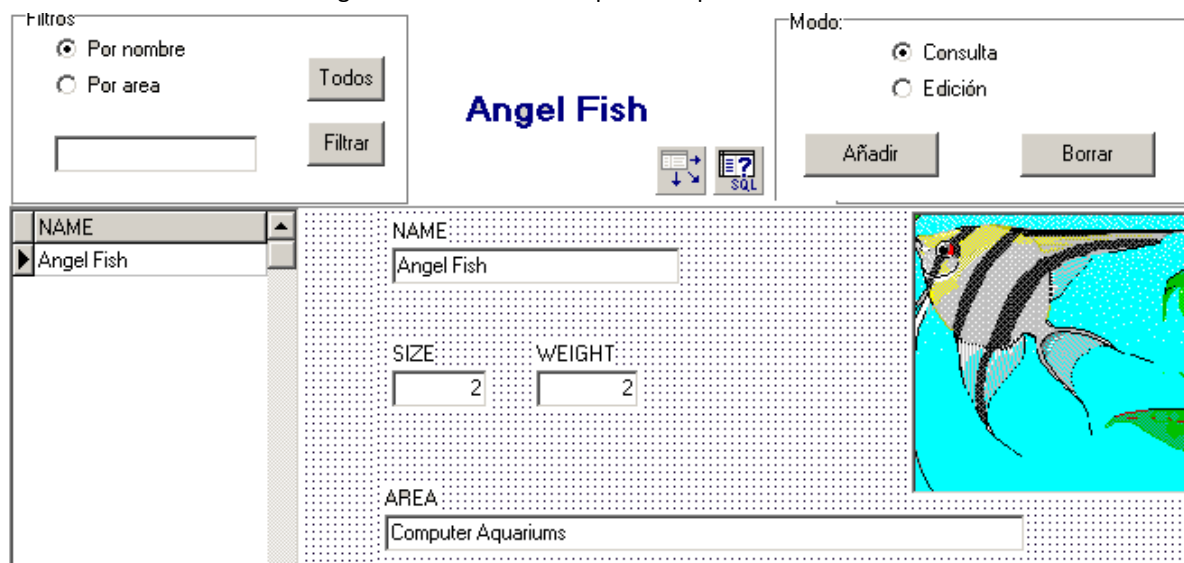 Filtros
Por nombre
Por area
Todos
Filtrar
Angel Fish
SQL
Modo:
Consulta
Edición
Añadir
Borrar
NAME
Angel Fish
NAME
Angel Fish
SIZE
WEIGHT
2
2
AREA
Computer Aquariums